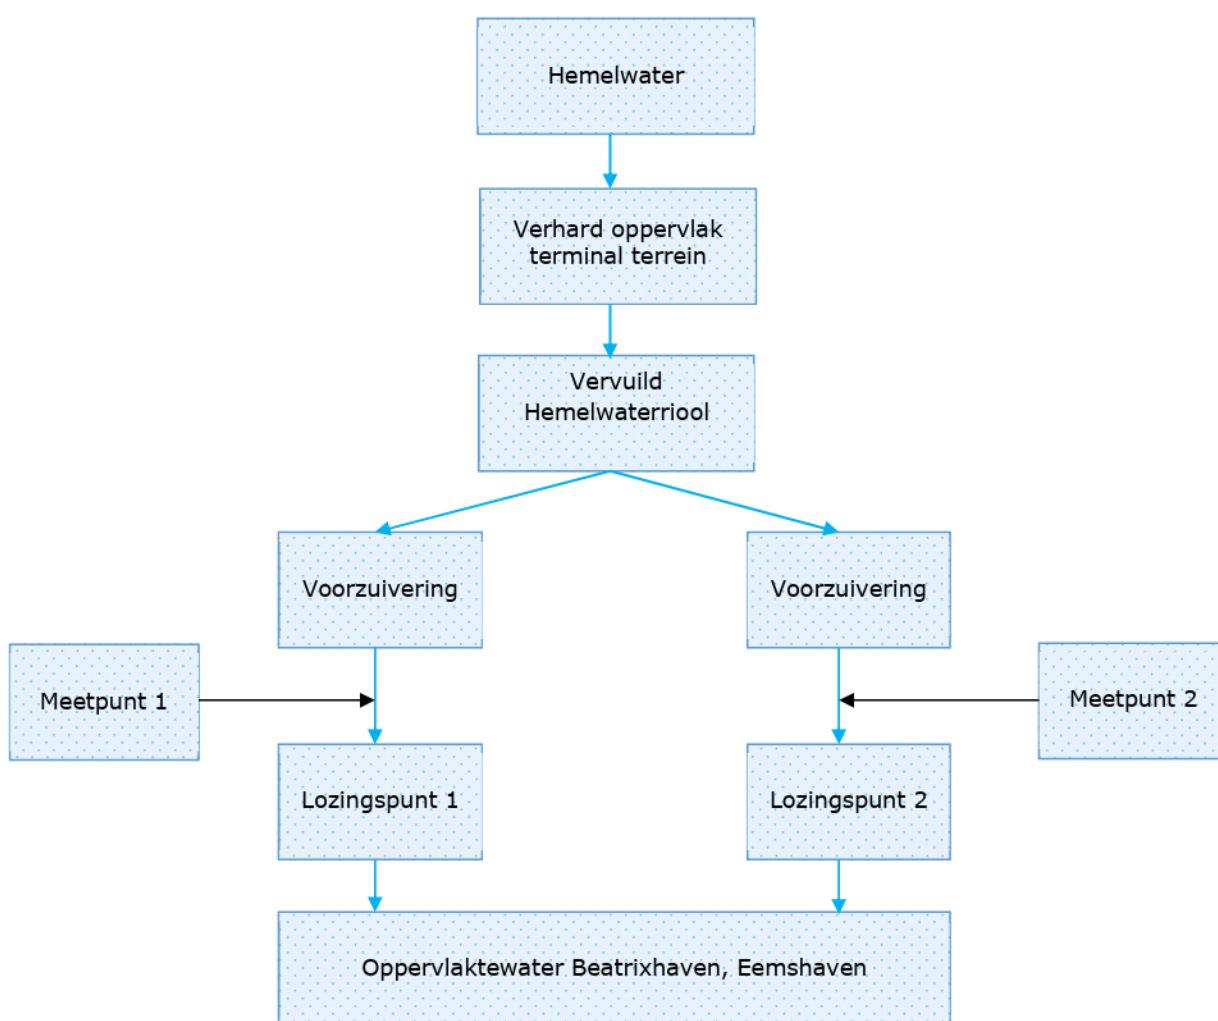 Hemelwater
Verhard oppervlak
terminal terrein
Vervuild
Hemelwaterriool
Voorzuivering
Voorzuivering
Meetpunt 1
Meetpunt 2
Lozingspunt 1
Lozingspunt 2
Oppervlaktewater Beatrixhaven, Eemshaven